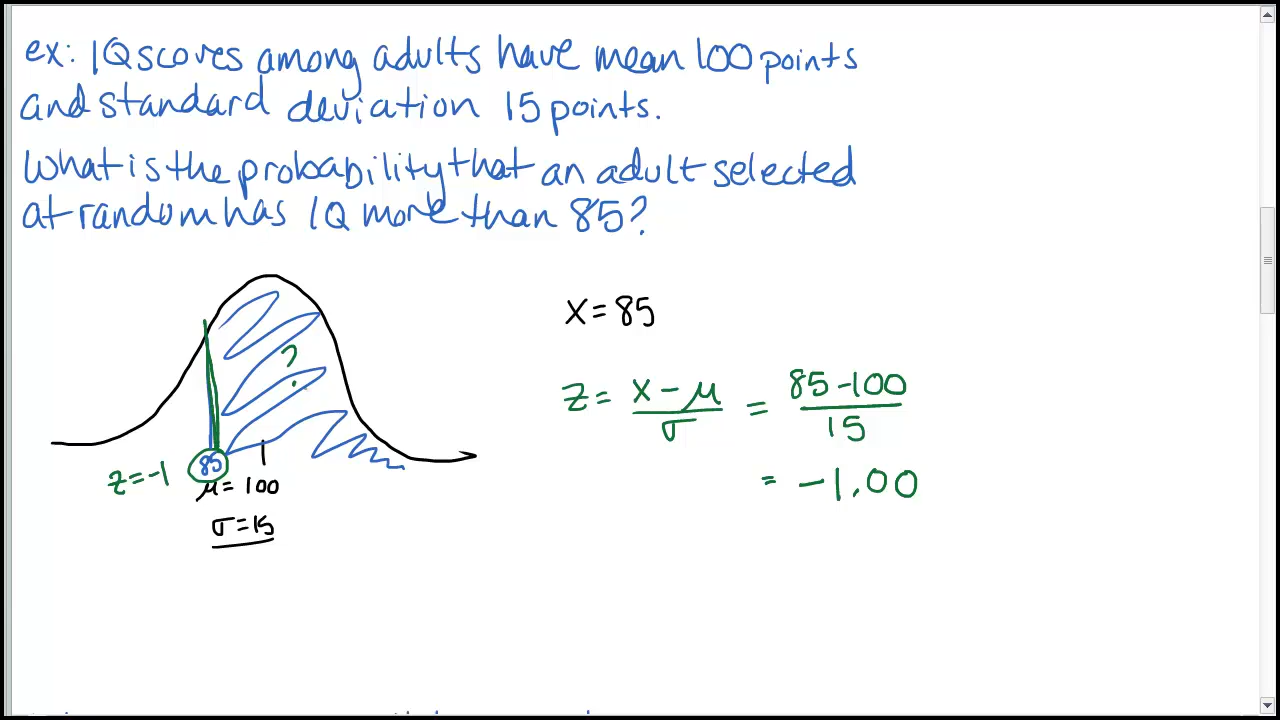 ex: IQ scores among adults have mean 100 points
and standard deviation 15 points.
What is the probability that an adult selected
at random has IQ more than 85?
x = 85
?
z = x - μ / σ = 85 - 100 / 15
= -1.00
z = -1
85
μ = 100
σ = 15